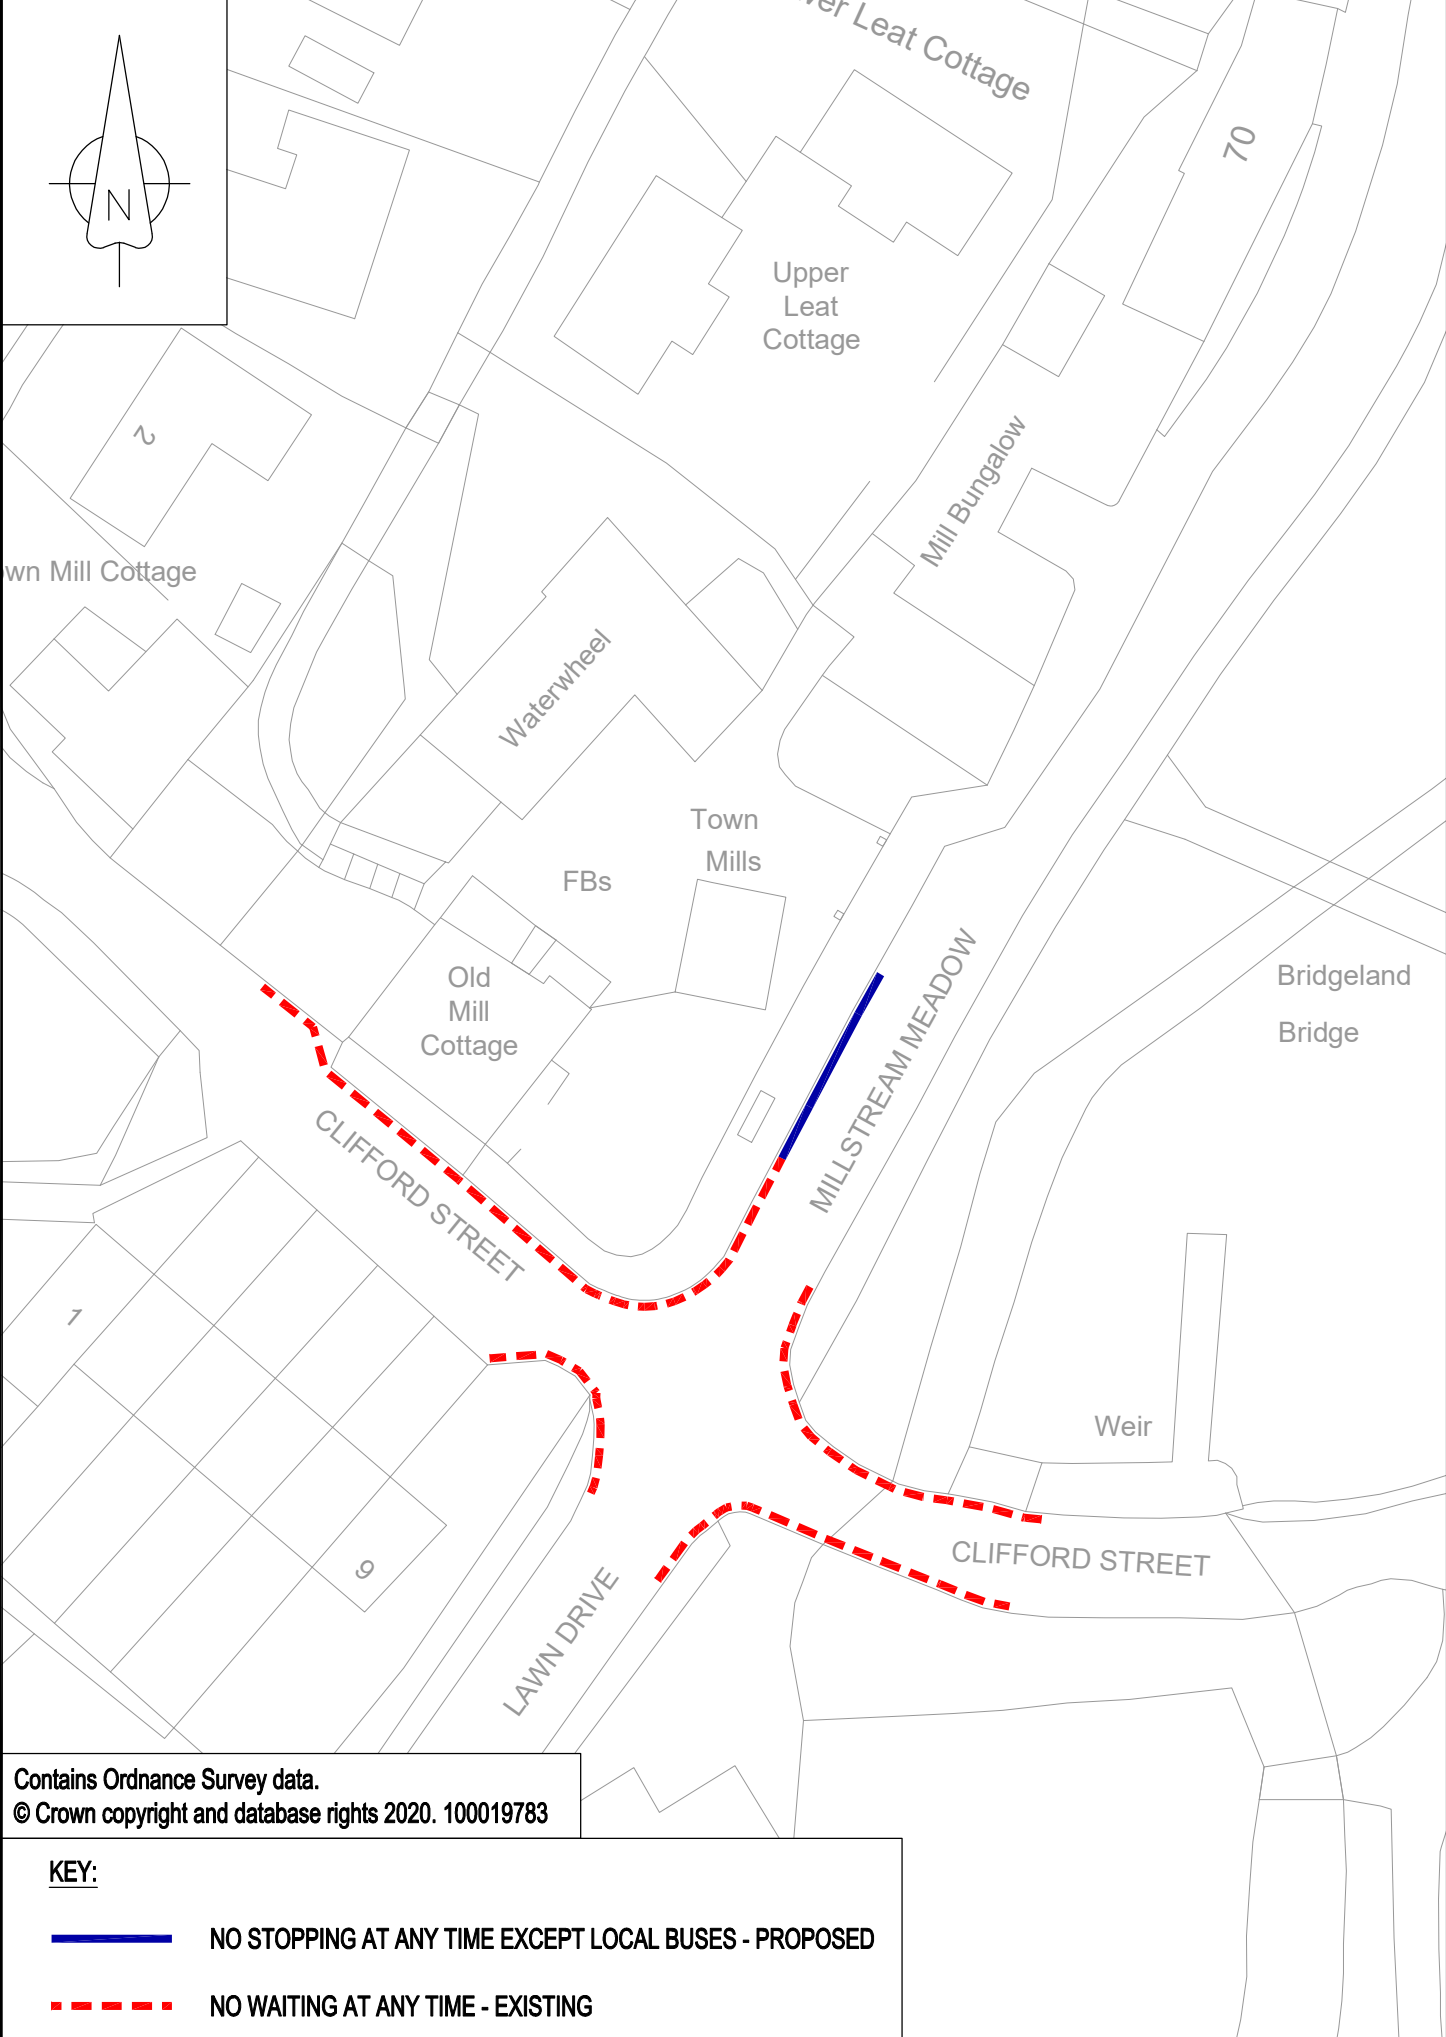 N
Leat Cottage
70
Upper
Leat
Cottage
2
Mill Bungalow
Mill Cottage
Waterwheel
Town
Mills
FBs
Old
Mill
Cottage
MILLSTREAM MEADOW
Bridgeland
Bridge
CLIFFORD STREET
1
9
Weir
CLIFFORD STREET
LAWN DRIVE
Contains Ordnance Survey data.
© Crown copyright and database rights 2020. 100019783
KEY:
NO STOPPING AT ANY TIME EXCEPT LOCAL BUSES - PROPOSED
NO WAITING AT ANY TIME - EXISTING